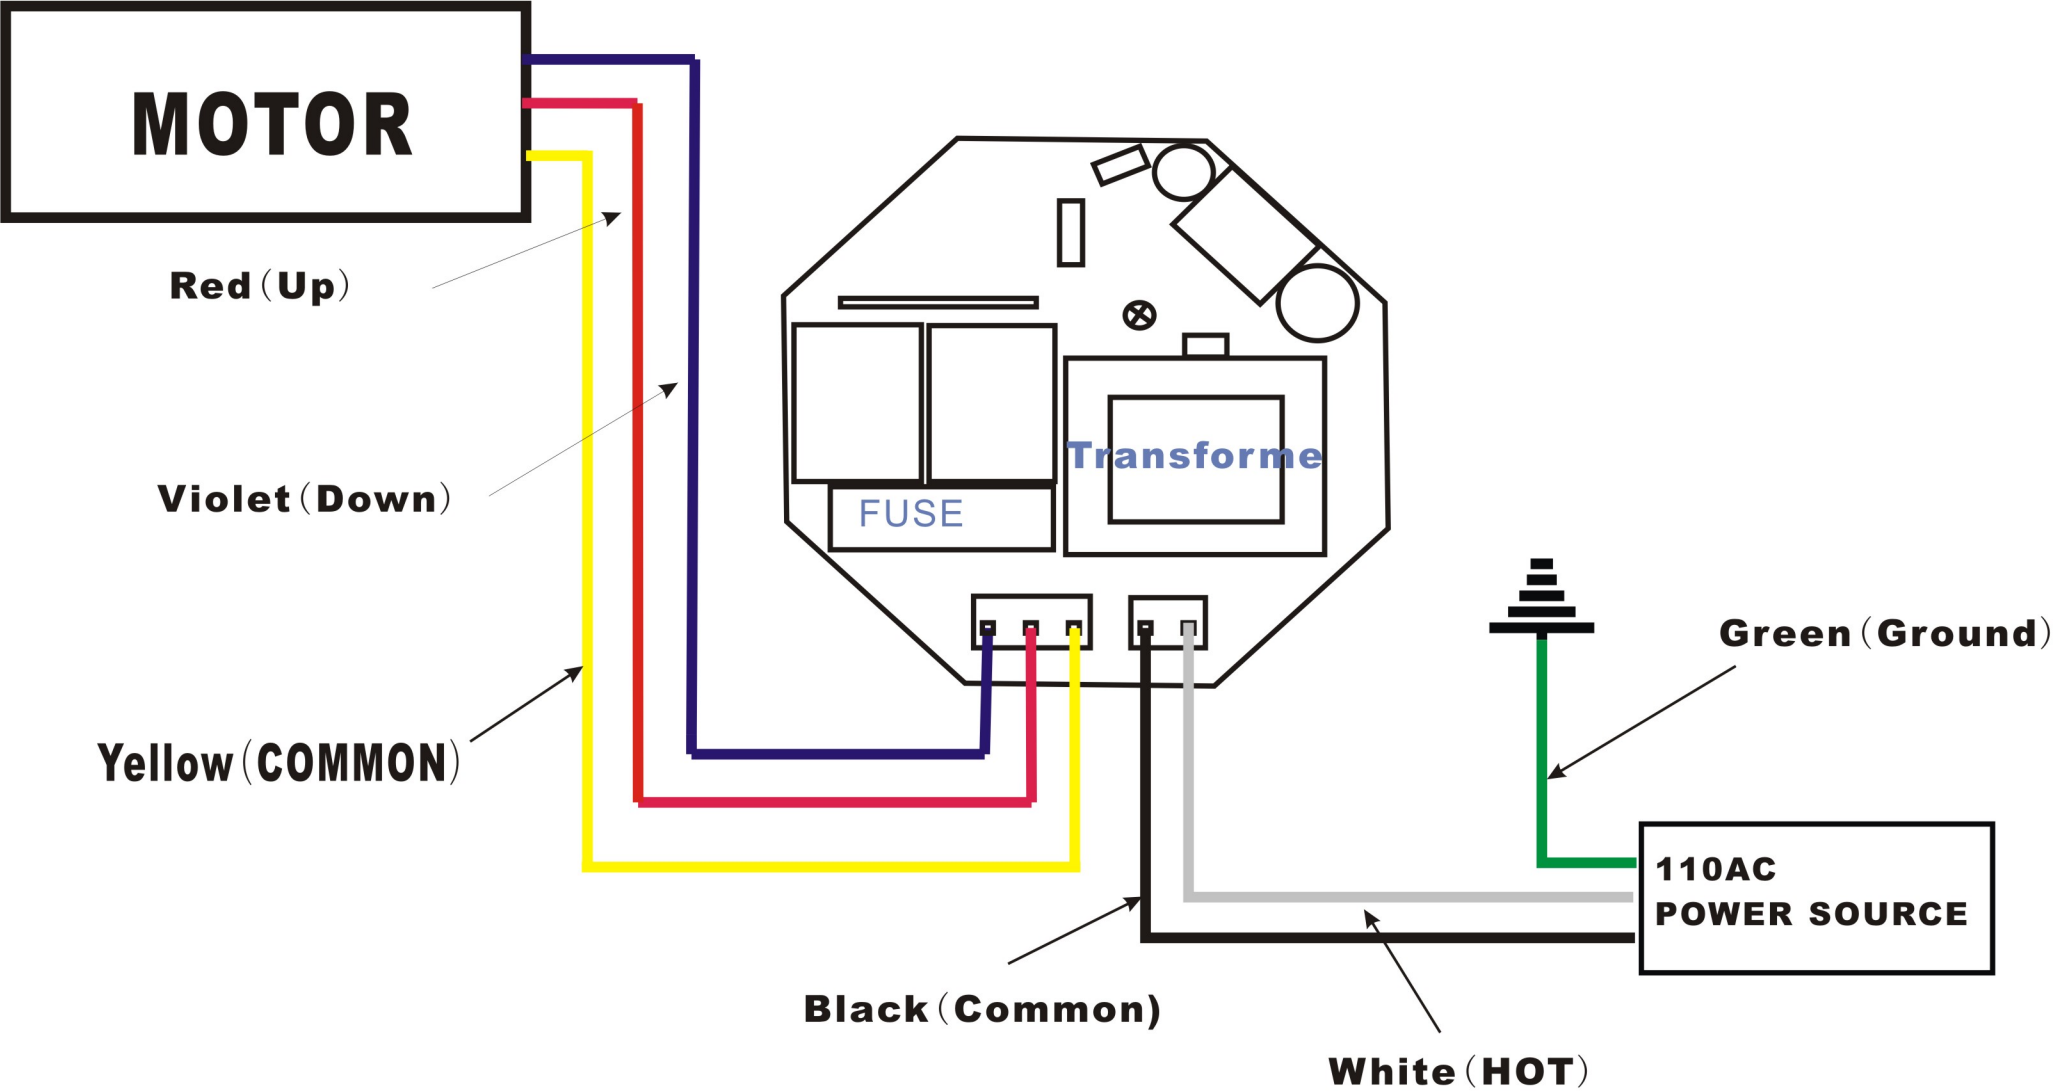 MOTOR
Red（Up）
Violet（Down）
Transforme
FUSE
Green（Ground）
Yellow（COMMON）
110AC
POWER SOURCE
Black（Common)
White（HOT）